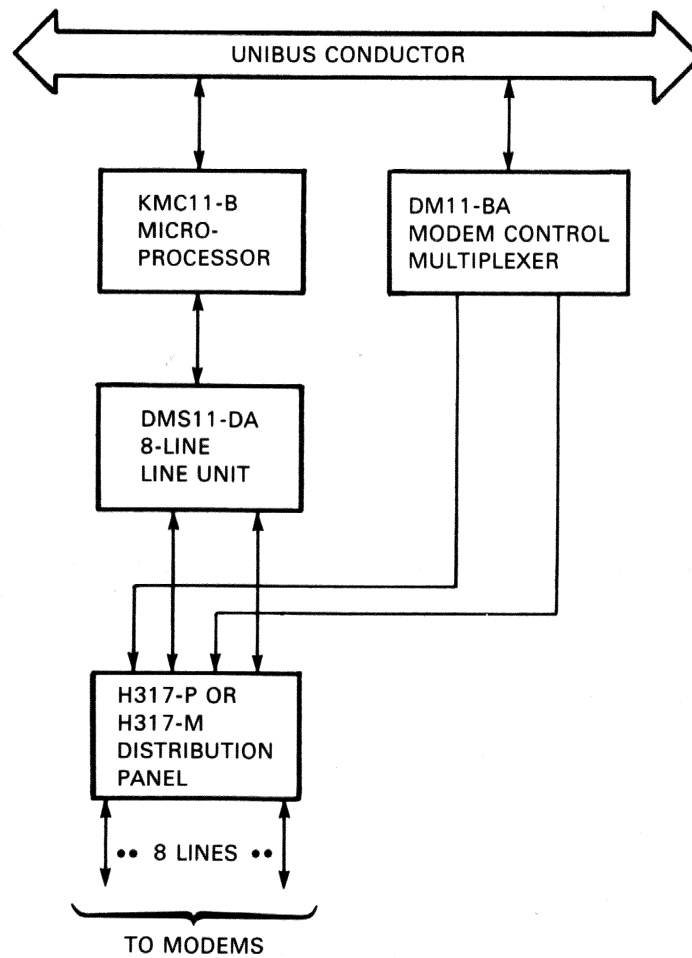 UNIBUS CONDUCTOR
KMC11-B
MICRO-
PROCESSOR
DM11-BA
MODEM CONTROL
MULTIPLEXER
DMS11-DA
8-LINE
LINE UNIT
H317-P OR
H317-M
DISTRIBUTION
PANEL
•• 8 LINES ••
TO MODEMS